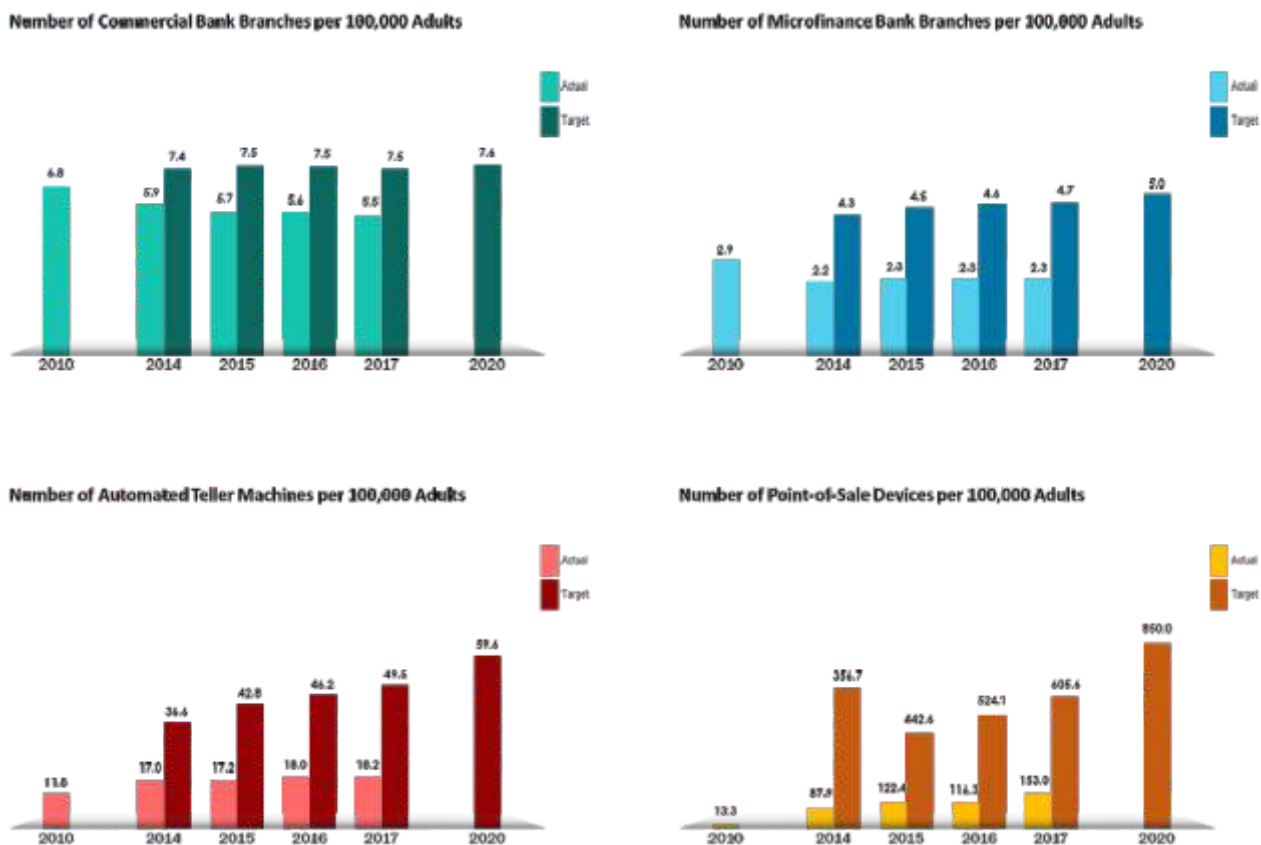 Number of Commercial Bank Branches per 100,000 Adults
Actual
Target
6.8
5.9
7.4
5.7
7.5
5.6
7.5
5.5
7.5
7.6
2010 2014 2015 2016 2017 2020
Number of Microfinance Bank Branches per 100,000 Adults
Actual
Target
2.9
2.2
4.3
2.3
4.5
2.3
4.6
2.3
4.7
5.0
2010 2014 2015 2016 2017 2020
Number of Automated Teller Machines per 100,000 Adults
Actual
Target
11.8
17.0
36.6
17.2
42.8
18.0
46.2
18.2
49.5
59.6
2010 2014 2015 2016 2017 2020
Number of Point-of-Sale Devices per 100,000 Adults
Actual
Target
13.3
87.9
356.7
122.4
442.6
116.3
524.1
153.0
605.6
850.0
2010 2014 2015 2016 2017 2020